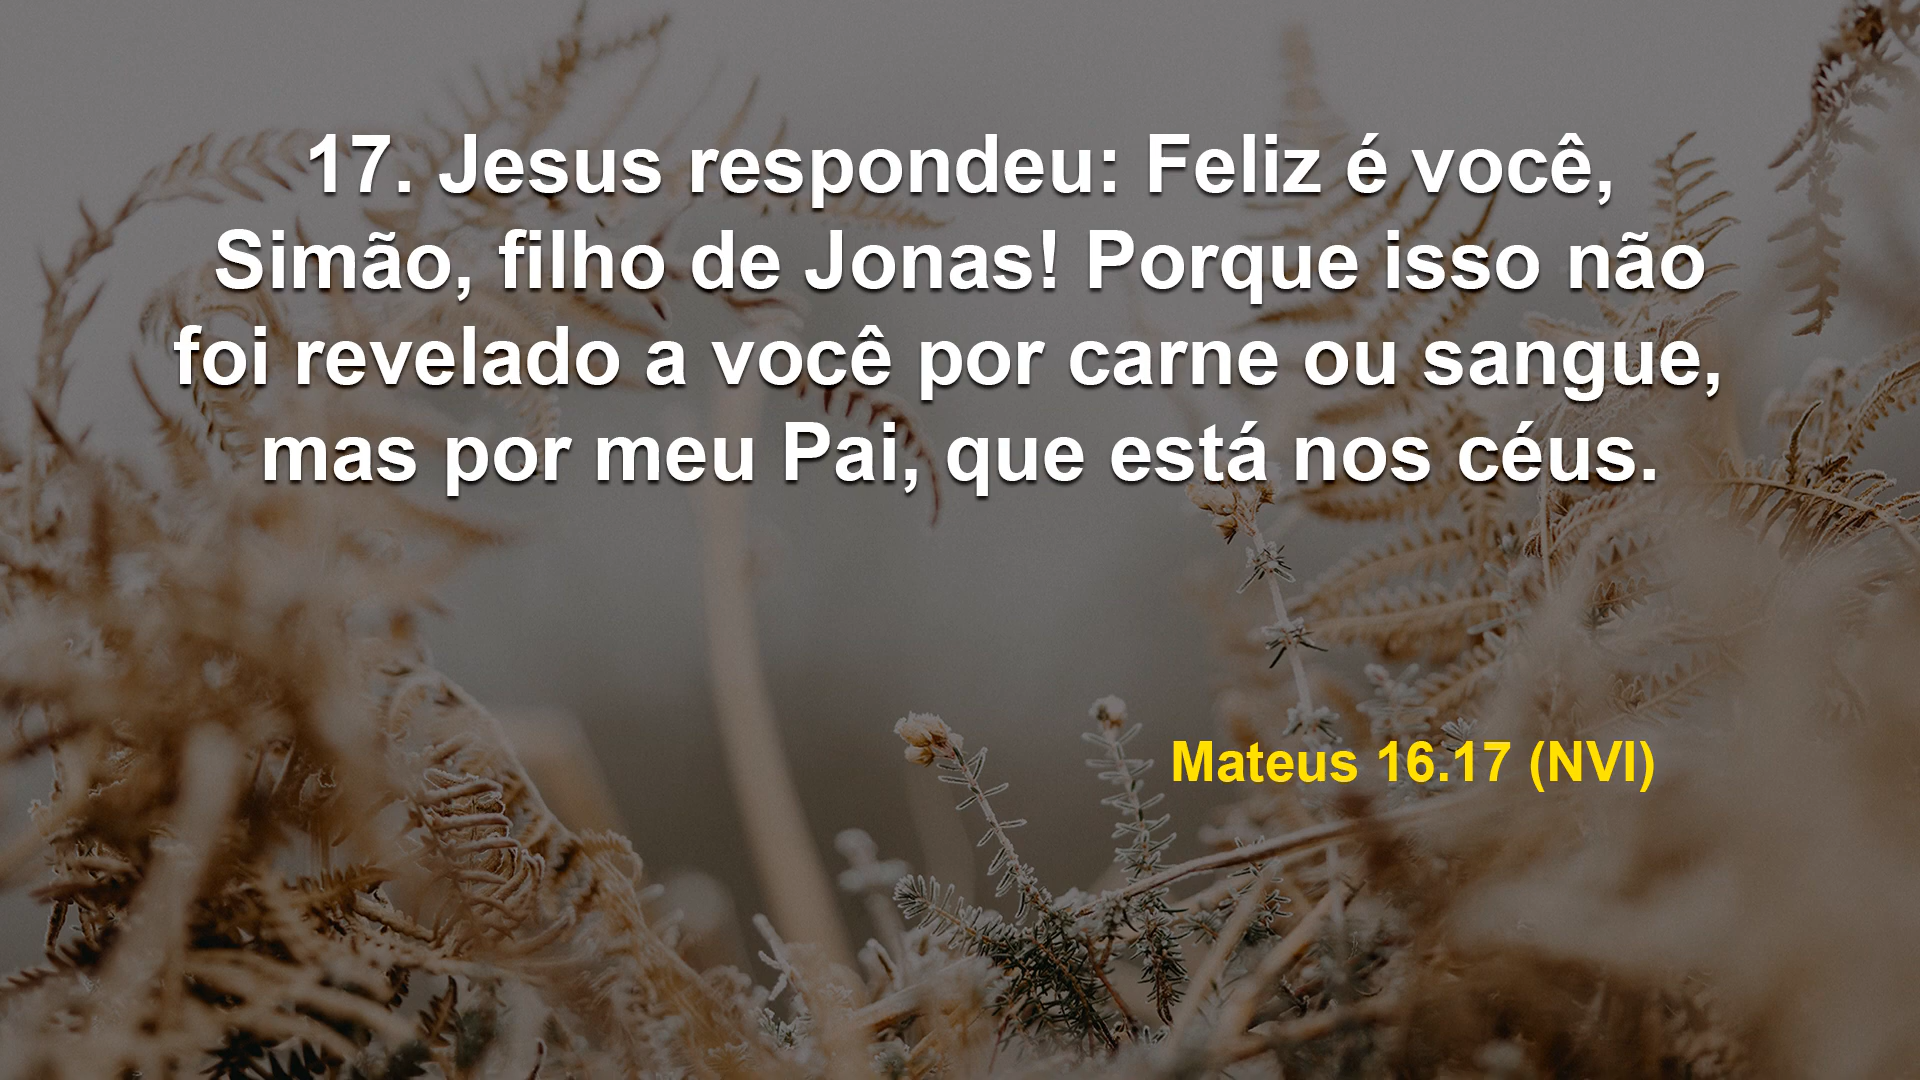 17. Jesus respondeu: Feliz é você,
Simão, filho de Jonas! Porque isso não
foi revelado a você por carne ou sangue,
mas por meu Pai, que está nos céus.
Mateus 16.17 (NVI)